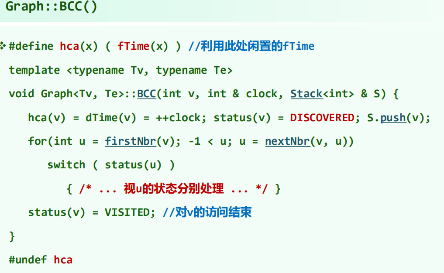 Graph::BCC()
#define hca(x) ( fTime(x) ) //利用此处闲置的fTime
template <typename Tv, typename Te>
void Graph<Tv, Te>::BCC(int v, int & clock, Stack<int> & S) {
hca(v) = dTime(v) = ++clock; status(v) = DISCOVERED; S.push(v);
for(int u = firstNbr(v); -1 < u; u = nextNbr(v, u))
switch ( status(u) )
{ /* ... 视u的状态分别处理 ... */ }
status(v) = VISITED; //对v的访问结束
}
#undef hca